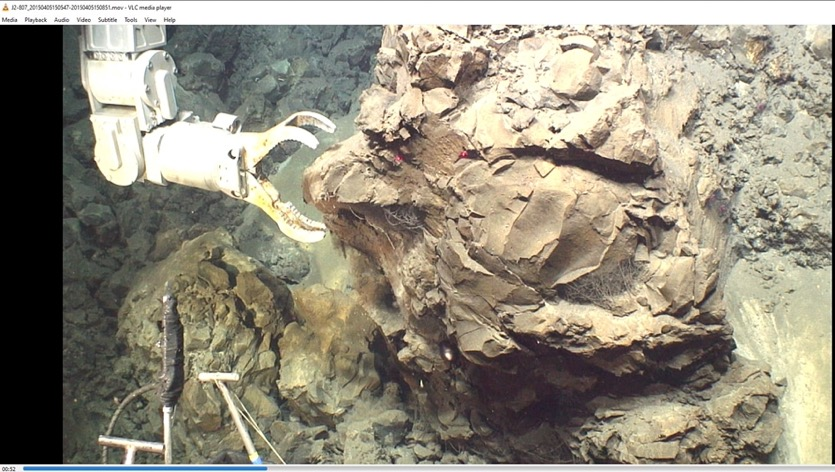 J2-807_20150405150547-20150405150851.mov - VLC media player
Media Playback Audio Video Subtitle Tools View Help
00:52